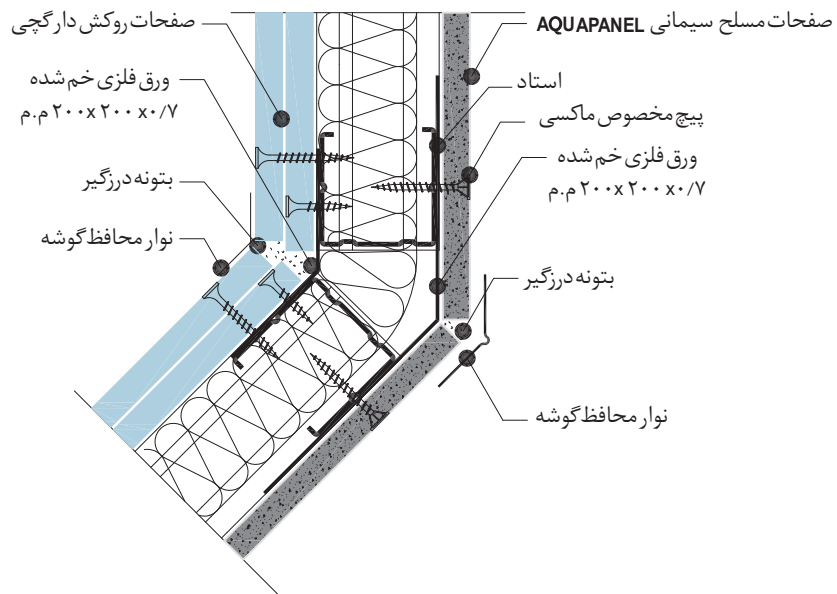 صفحات مسلح سیمانی AQUAPANEL
استاد
پیچ مخصوص ماکسی
ورق فلزی خم شده
۲۰۰x ۲۰۰ x۰/۷ م.م
بتونه درزگیر
نوار محافظ گوشه
صفحات روکش دار گچی
ورق فلزی خم شده
۲۰۰x ۲۰۰ x۰/۷ م.م
بتونه درزگیر
نوار محافظ گوشه